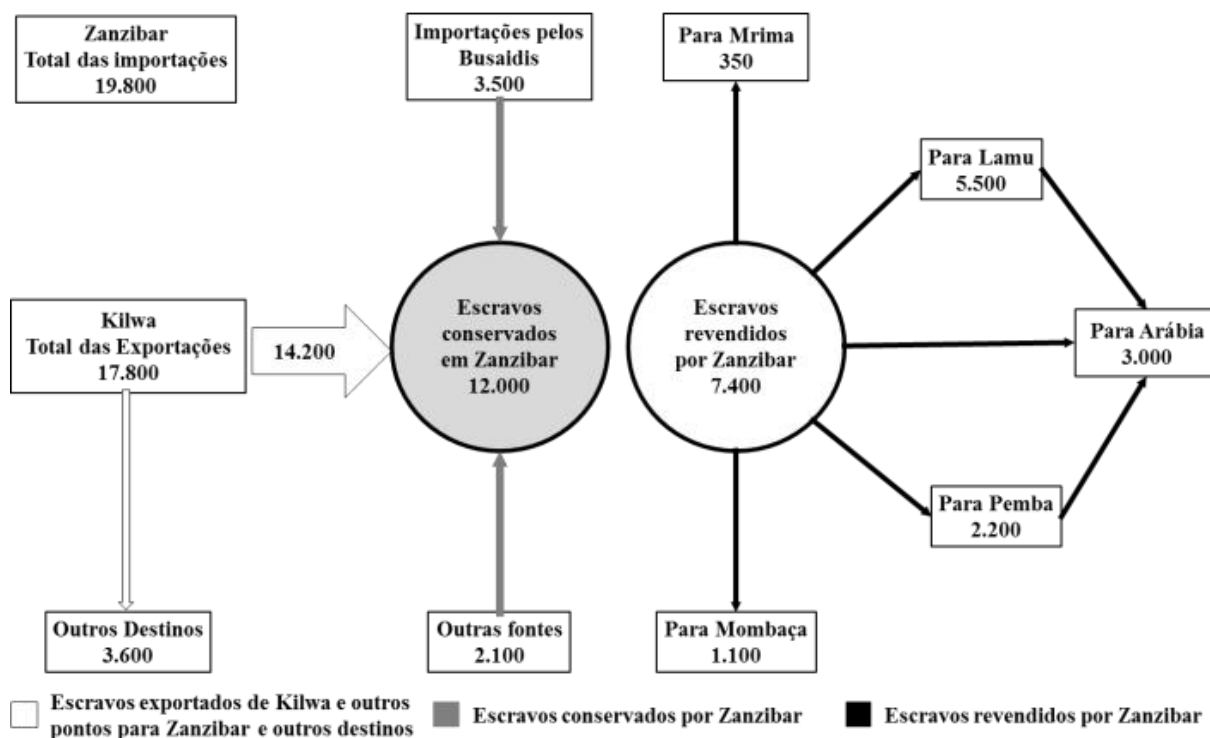 Zanzibar
Total das importações
19.800
Importações pelos
Busaidis
3.500
Para Mrima
350
Para Lamu
5.500
Kilwa
Total das Exportações
17.800
14.200
Escravos
conservados
em Zanzibar
12.000
Escravos
revendidos
por Zanzibar
7.400
Para Arábia
3.000
Para Pemba
2.200
Outros Destinos
3.600
Outras fontes
2.100
Para Mombaça
1.100
Escravos exportados de Kilwa e outros
pontos para Zanzibar e outros destinos
Escravos conservados por Zanzibar
Escravos revendidos por Zanzibar